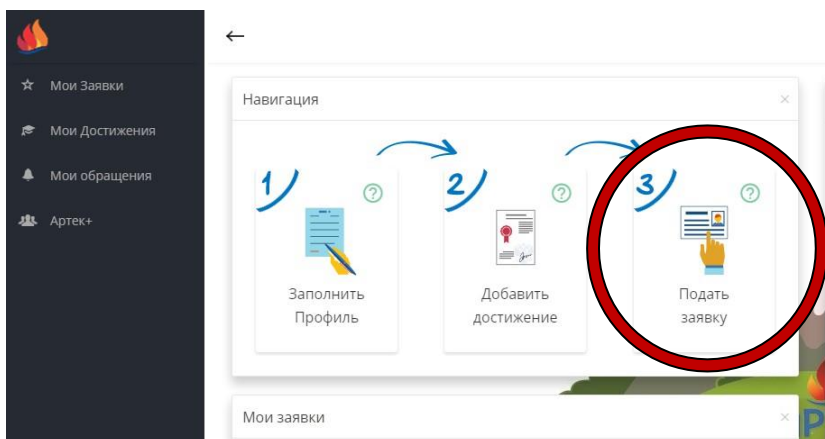 Мои Заявки
Мои Достижения
Мои обращения
Артек+
Навигация
1)
Заполнить
Профиль
2)
Добавить
достижение
3)
Подать
заявку
Мои заявки